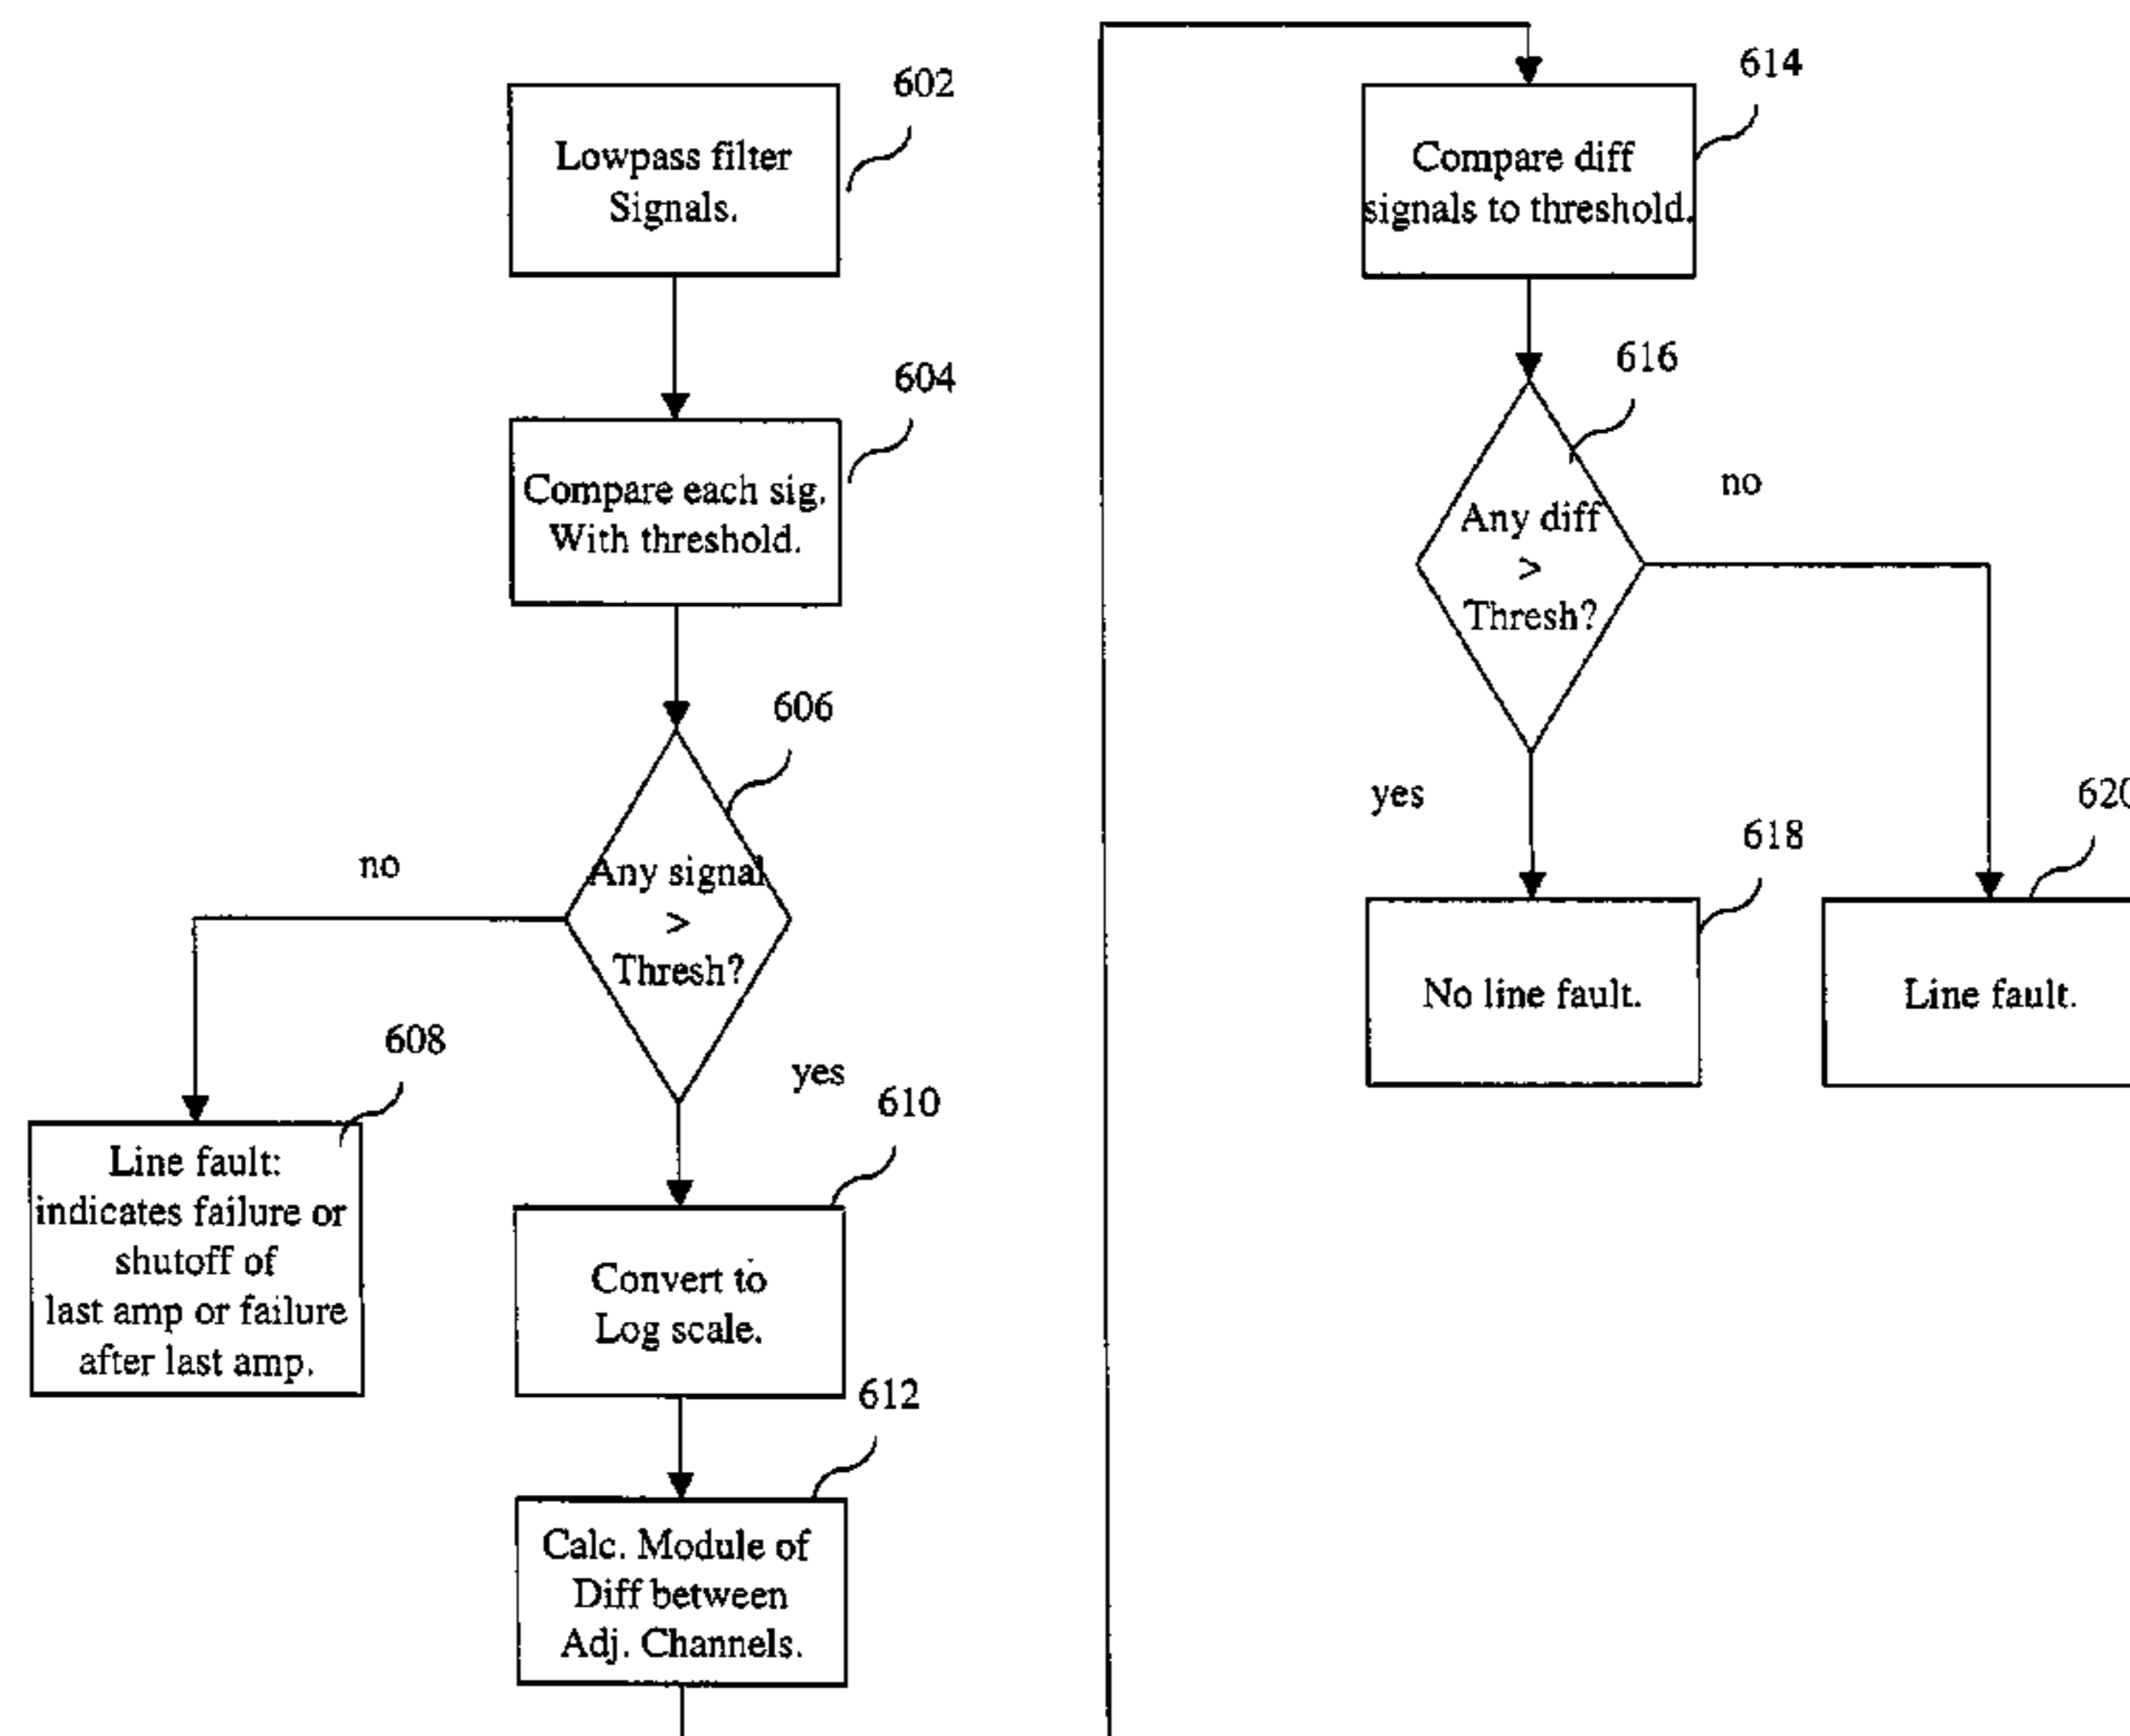 602
Lowpass filter
Signals.
604
Compare each sig.
With threshold.
606
Any signal
>
Thresh?
no
yes
608
Line fault:
indicates failure or
shutoff of
last amp or failure
after last amp.
610
Convert to
Log scale.
612
Calc. Module of
Diff between
Adj. Channels.
614
Compare diff
signals to threshold.
616
Any diff
>
Thresh?
no
yes
618
No line fault.
620
Line fault.